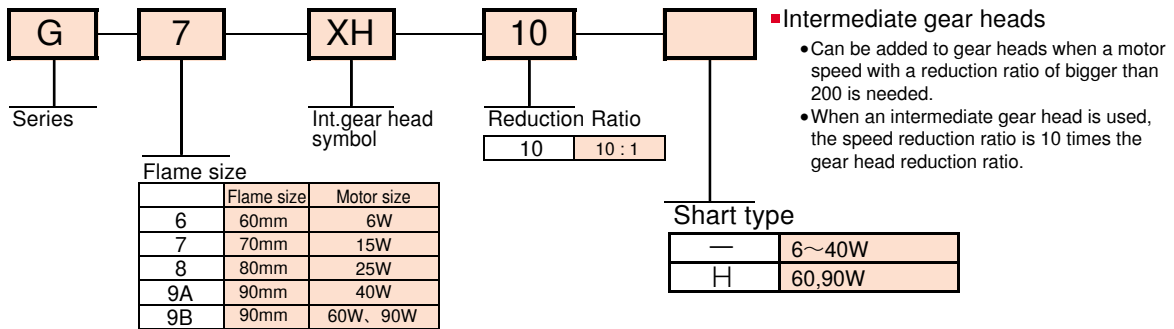 G 7 XH 10
Series
Int.gear head
symbol
Reduction Ratio
10 10 : 1
Flame size
Flame size Motor size
6 60mm 6W
7 70mm 15W
8 80mm 25W
9A 90mm 40W
9B 90mm 60W、90W
Shart type
— 6～40W
H 60,90W
■Intermediate gear heads
●Can be added to gear heads when a motor
speed with a reduction ratio of bigger than
200 is needed.
●When an intermediate gear head is used,
the speed reduction ratio is 10 times the
gear head reduction ratio.